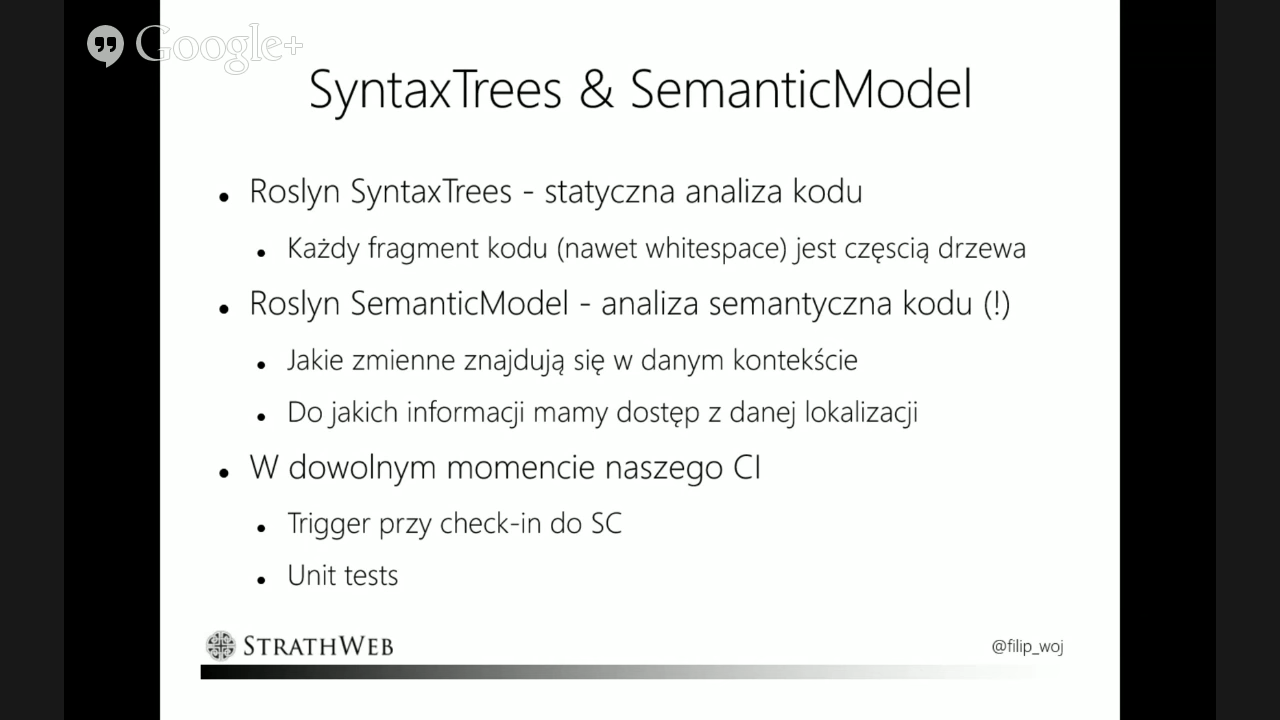 Google+
SyntaxTrees & SemanticModel
Roslyn SyntaxTrees - statyczna analiza kodu
Każdy fragment kodu (nawet whitespace) jest częscią drzewa
Roslyn SemanticModel - analiza semantyczna kodu (!)
Jakie zmienne znajdują się w danym kontekście
Do jakich informacji mamy dostęp z danej lokalizacji
W dowolnym momencie naszego CI
Trigger przy check-in do SC
Unit tests
STRATHWEB
@filip_woj